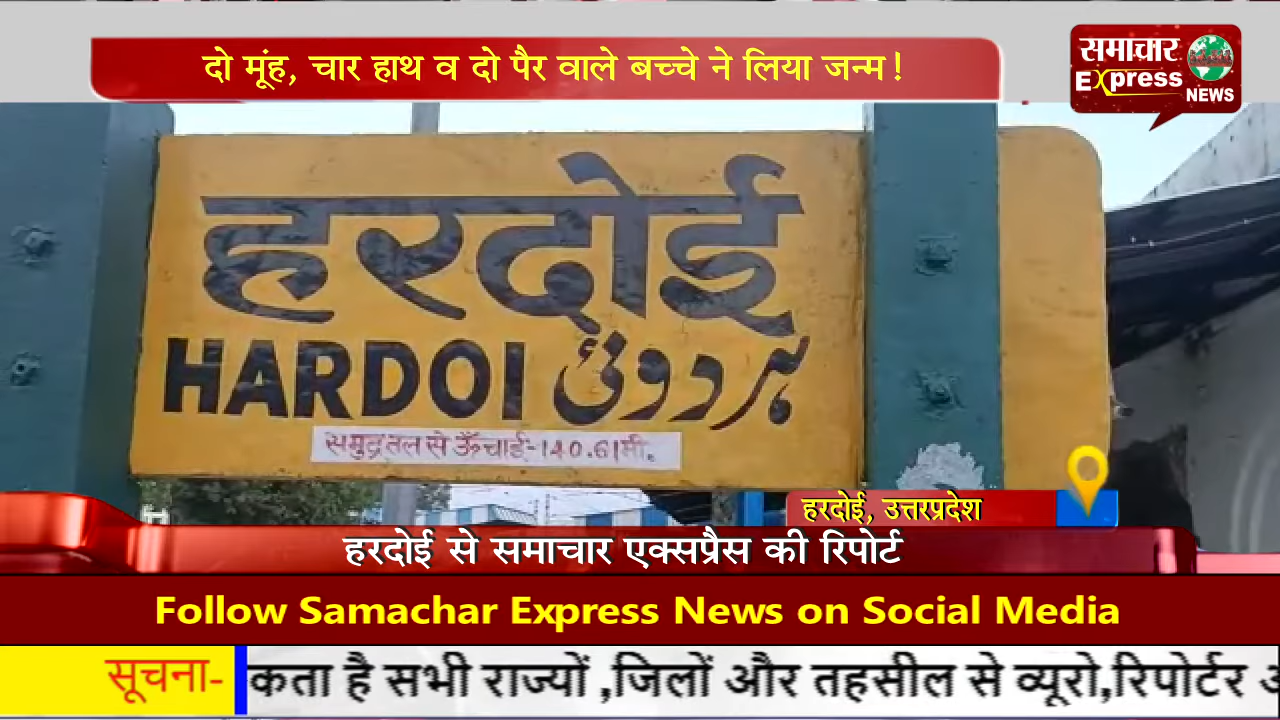 दो मूंह, चार हाथ व दो पैर वाले बच्चे ने लिया जन्म!
समाचार
Express
NEWS
हरदोई
HARDOI ہردوئی
समुद्र तल से ऊँचाई-140.61मी.
हरदोई, उत्तरप्रदेश
हरदोई से समाचार एक्सप्रैस की रिपोर्ट
Follow Samachar Express News on Social Media
सूचना- कता है सभी राज्यों ,जिलों और तहसील से व्यूरो,रिपोर्टर